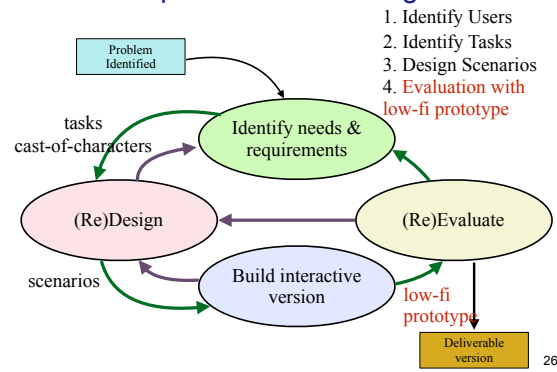 1. Identify Users
2. Identify Tasks
3. Design Scenarios
4. Evaluation with
low-fi prototype
Problem
Identified
tasks
cast-of-characters
Identify needs &
requirements
(Re)Design
(Re)Evaluate
scenarios
Build interactive
version
low-fi
prototype
Deliverable
version
26